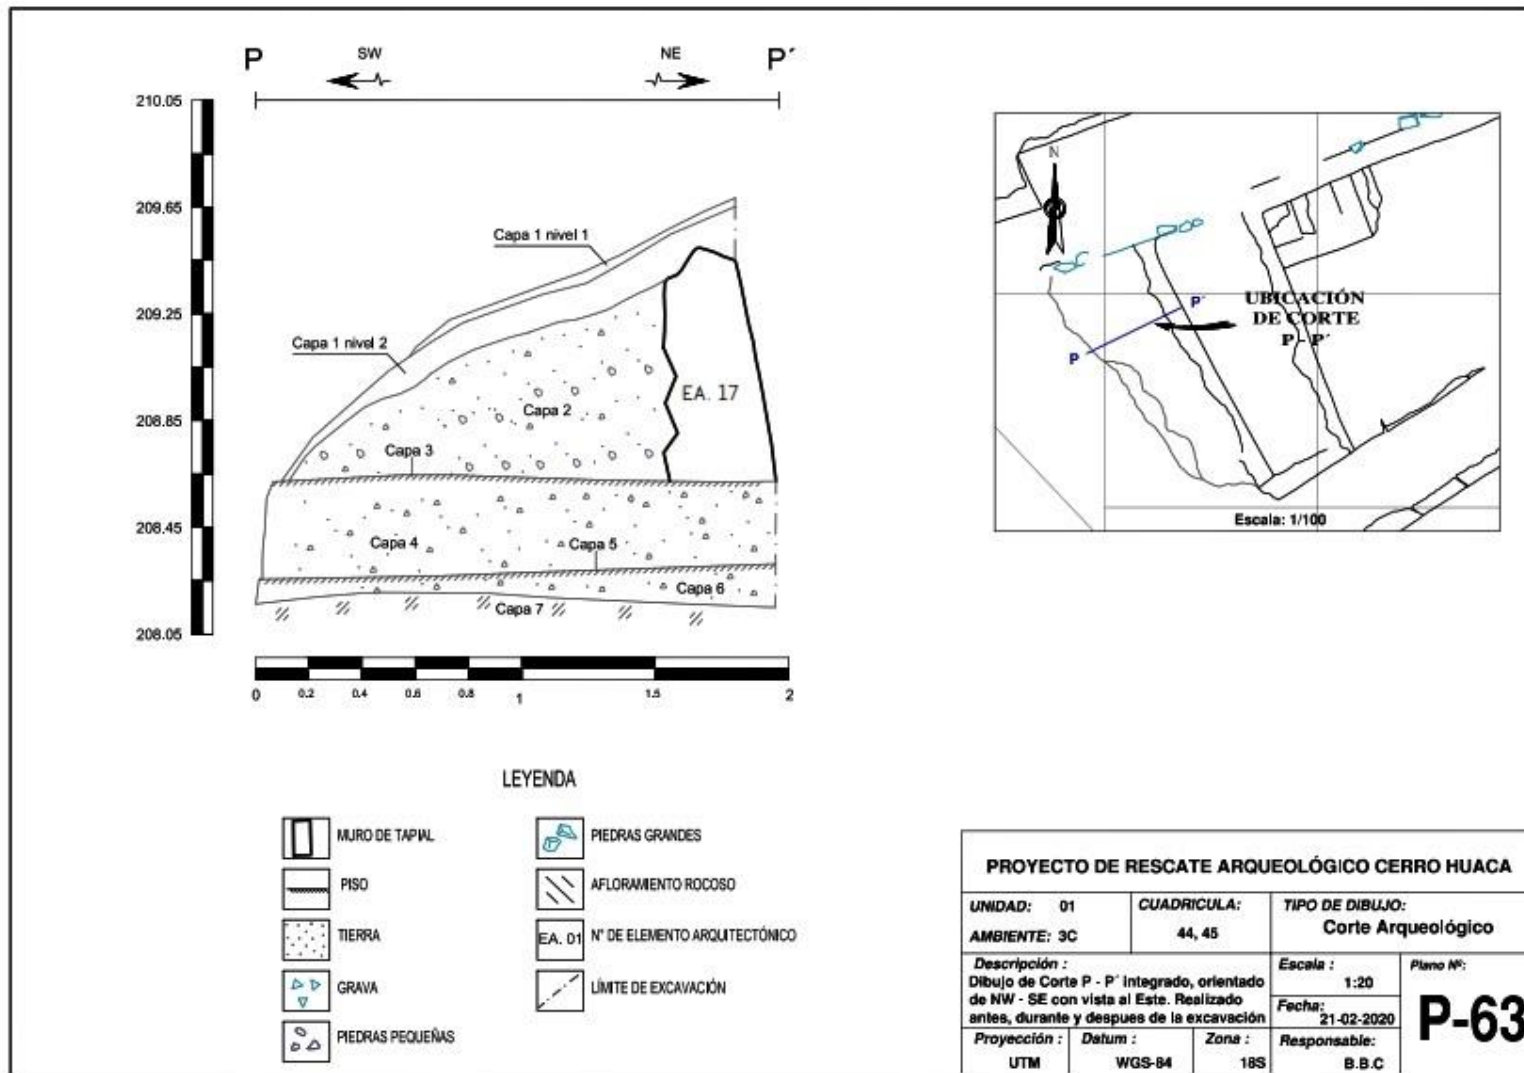 P SW NE P´
210.05
209.65
209.25
208.85
208.45
208.05
Capa 1 nivel 1
Capa 1 nivel 2
EA. 17
Capa 2
Capa 3
Capa 4
Capa 5
Capa 6
Capa 7
0 0.2 0.4 0.6 0.8 1 1.5 2
N
UBICACIÓN
DE CORTE
P - P´
P´
P
Escala: 1/100
LEYENDA
MURO DE TAPIAL
PISO
TIERRA
GRAVA
PIEDRAS PEQUEÑAS
PIEDRAS GRANDES
AFLORAMIENTO ROCOSO
EA. 01 N° DE ELEMENTO ARQUITECTÓNICO
LÍMITE DE EXCAVACIÓN
PROYECTO DE RESCATE ARQUEOLÓGICO CERRO HUACA
UNIDAD: 01
AMBIENTE: 3C
CUADRICULA:
44, 45
TIPO DE DIBUJO:
Corte Arqueológico
Descripción :
Dibujo de Corte P - P´ Integrado, orientado
de NW - SE con vista al Este. Realizado
antes, durante y despues de la excavación
Escala :
1:20
Fecha:
21-02-2020
Plano Nº:
P-63
Proyección :
UTM
Datum :
WGS-84
Zona :
18S
Responsable:
B.B.C